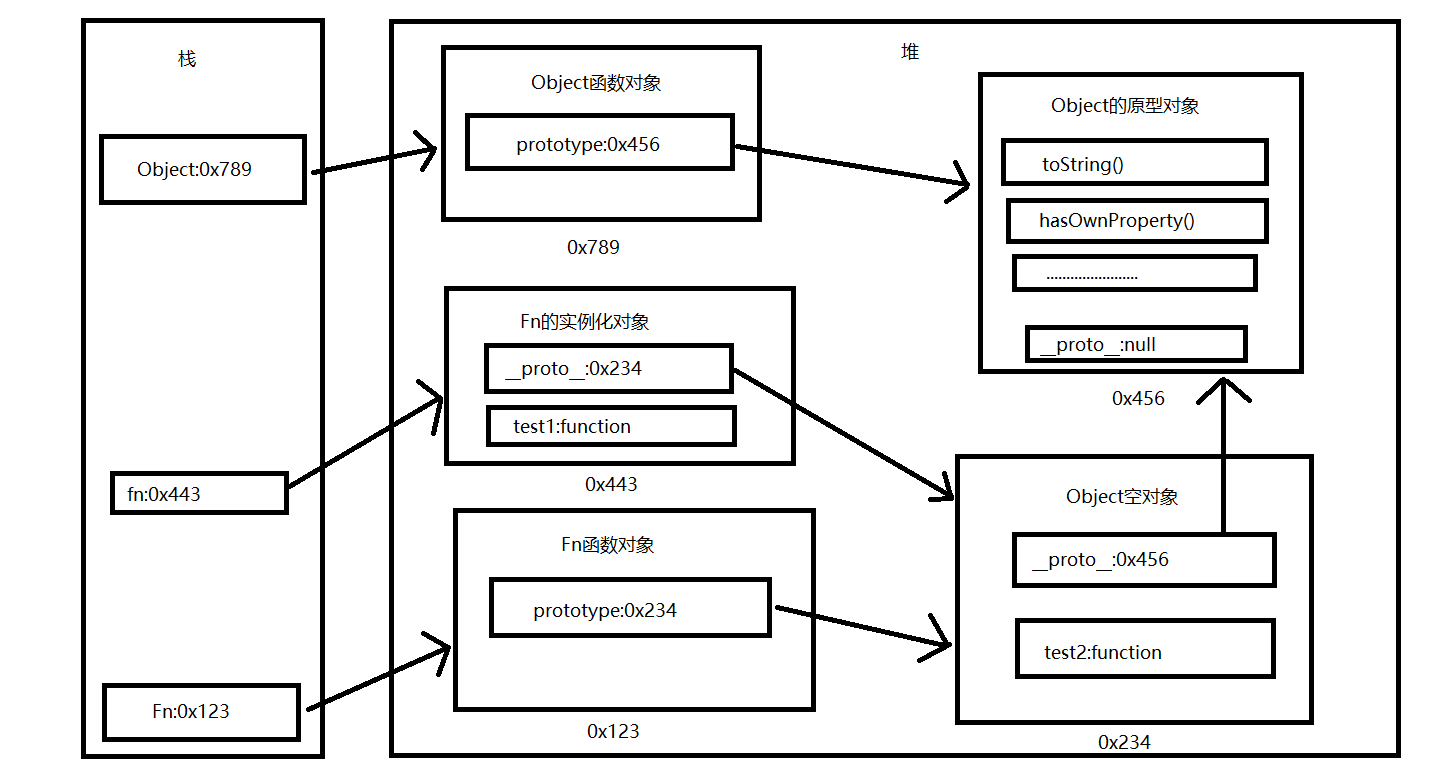 栈
Object:0x789
fn:0x443
Fn:0x123
堆
Object函数对象
prototype:0x456
0x789
Fn的实例化对象
__proto__:0x234
test1:function
0x443
Fn函数对象
prototype:0x234
0x123
Object的原型对象
toString()
hasOwnProperty()
.......................
__proto__:null
0x456
Object空对象
__proto__:0x456
test2:function
0x234